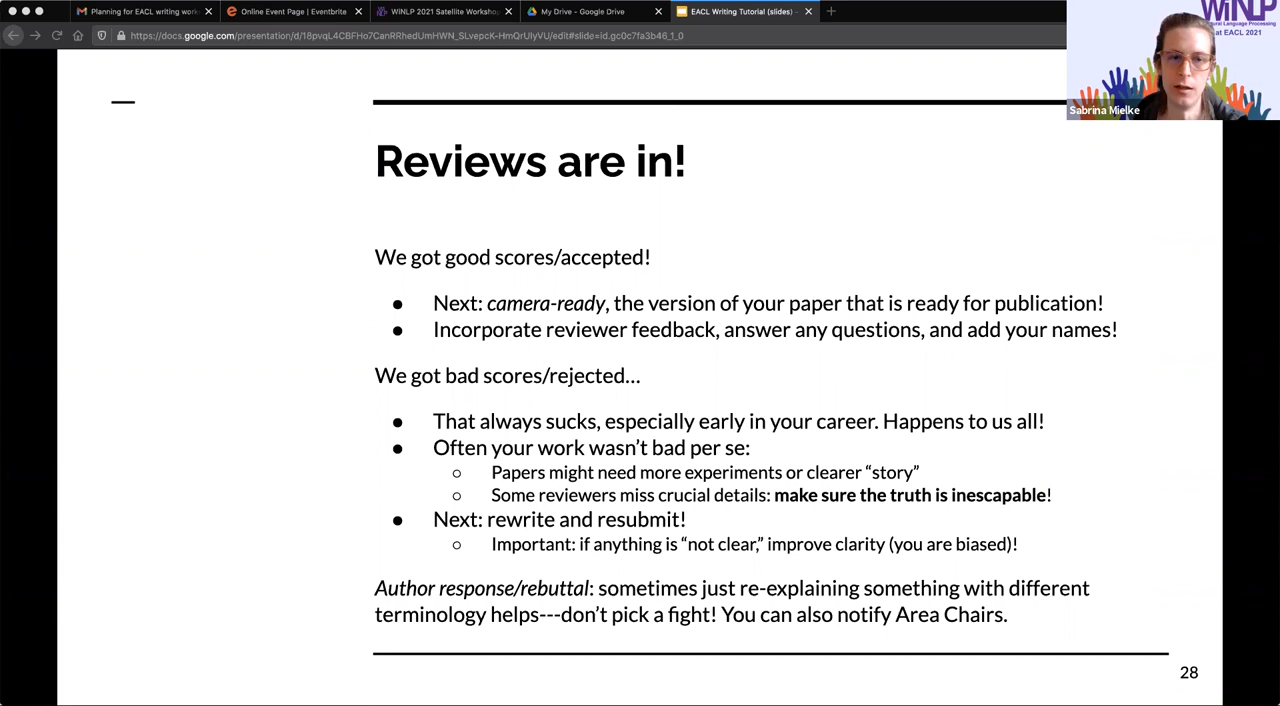 Planning for EACL writing work
Online Event Page | Eventbrite
WiNLP 2021 Satellite Workshop
My Drive - Google Drive
EACL Writing Tutorial (slides) -
WiNLP
ural Language Processing
at EACL 2021
Sabrina Mielke
Reviews are in!
We got good scores/accepted!
● Next: camera-ready, the version of your paper that is ready for publication!
● Incorporate reviewer feedback, answer any questions, and add your names!
We got bad scores/rejected...
● That always sucks, especially early in your career. Happens to us all!
● Often your work wasn't bad per se:
○ Papers might need more experiments or clearer “story”
○ Some reviewers miss crucial details: make sure the truth is inescapable!
● Next: rewrite and resubmit!
○ Important: if anything is “not clear,” improve clarity (you are biased)!
Author response/rebuttal: sometimes just re-explaining something with different
terminology helps---don't pick a fight! You can also notify Area Chairs.
28